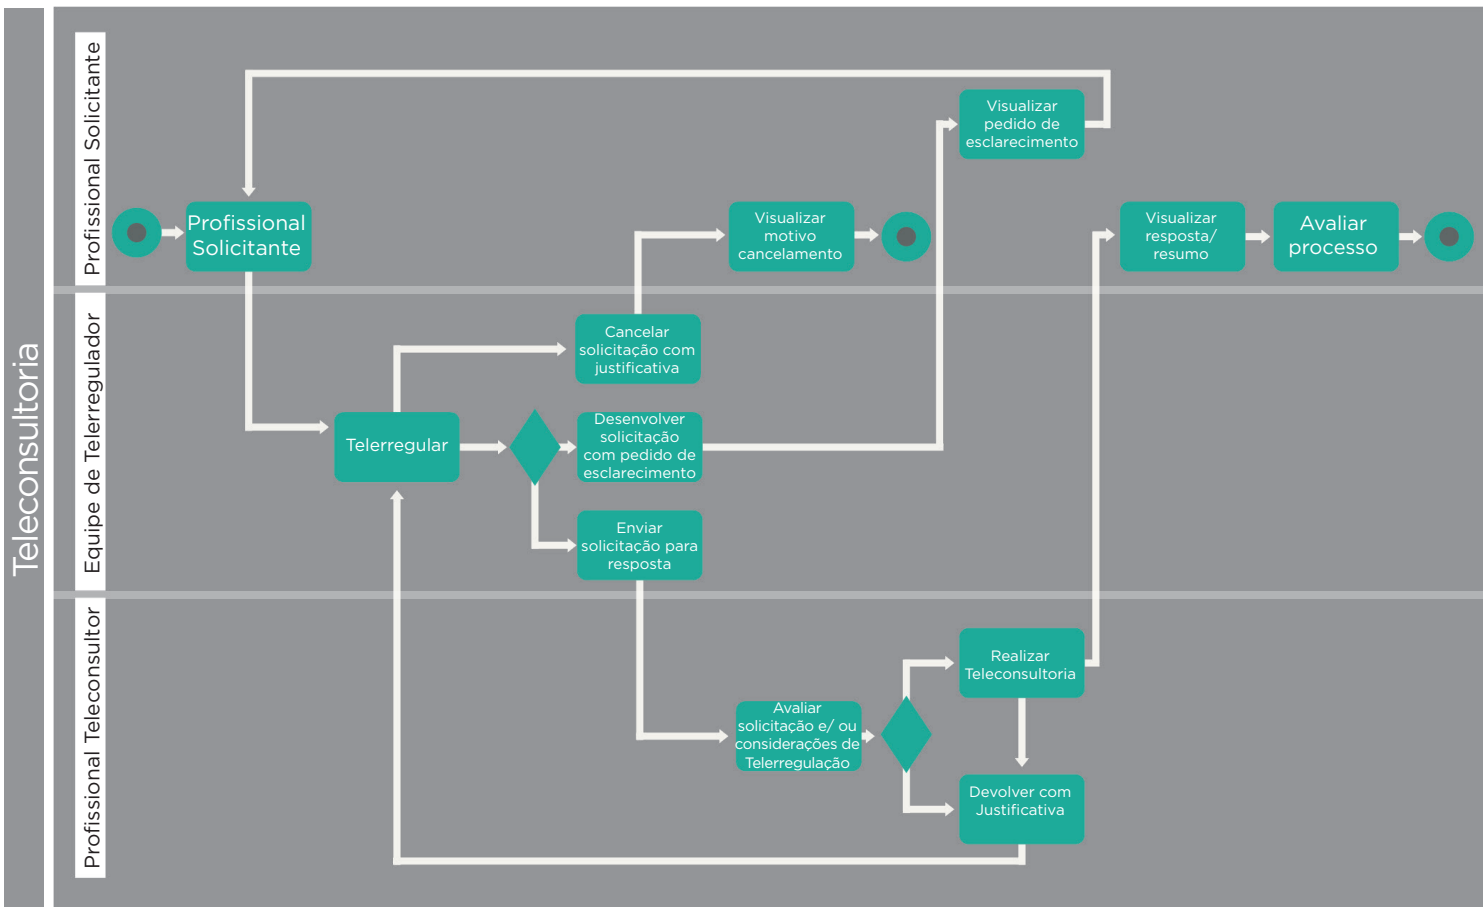 Teleconsultoria
Profissional Solicitante
Visualizar
pedido de
esclarecimento
Profissional
Solicitante
Visualizar
motivo
cancelamento
Visualizar
resposta/
resumo
Avaliar
processo
Equipe de Telerregulador
Cancelar
solicitação com
justificativa
Telerregular
Desenvolver
solicitação
com pedido de
esclarecimento
Enviar
solicitação para
resposta
Profissional Teleconsultor
Realizar
Teleconsultoria
Avaliar
solicitação e/ ou
considerações de
Telerregulação
Devolver com
Justificativa